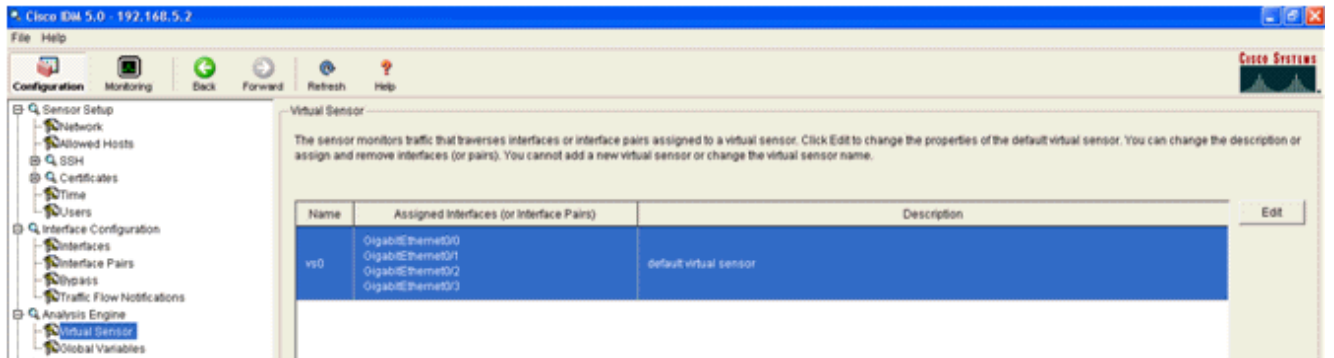 Cisco IDM 5.0 - 192.168.5.2
File Help
Configuration Monitoring Back Forward Refresh Help
CISCO SYSTEMS
Sensor Setup
Network
Allowed Hosts
SSH
Certificates
Time
Users
Interface Configuration
Interfaces
Interface Pairs
Bypass
Traffic Flow Notifications
Analysis Engine
Virtual Sensor
Global Variables
Virtual Sensor
The sensor monitors traffic that traverses interfaces or interface pairs assigned to a virtual sensor. Click Edit to change the properties of the default virtual sensor. You can change the description or
assign and remove interfaces (or pairs). You cannot add a new virtual sensor or change the virtual sensor name.
Name Assigned Interfaces (or Interface Pairs) Description
Edit
vs0
GigabitEthernet0/0
GigabitEthernet0/1
GigabitEthernet0/2
GigabitEthernet0/3
default virtual sensor